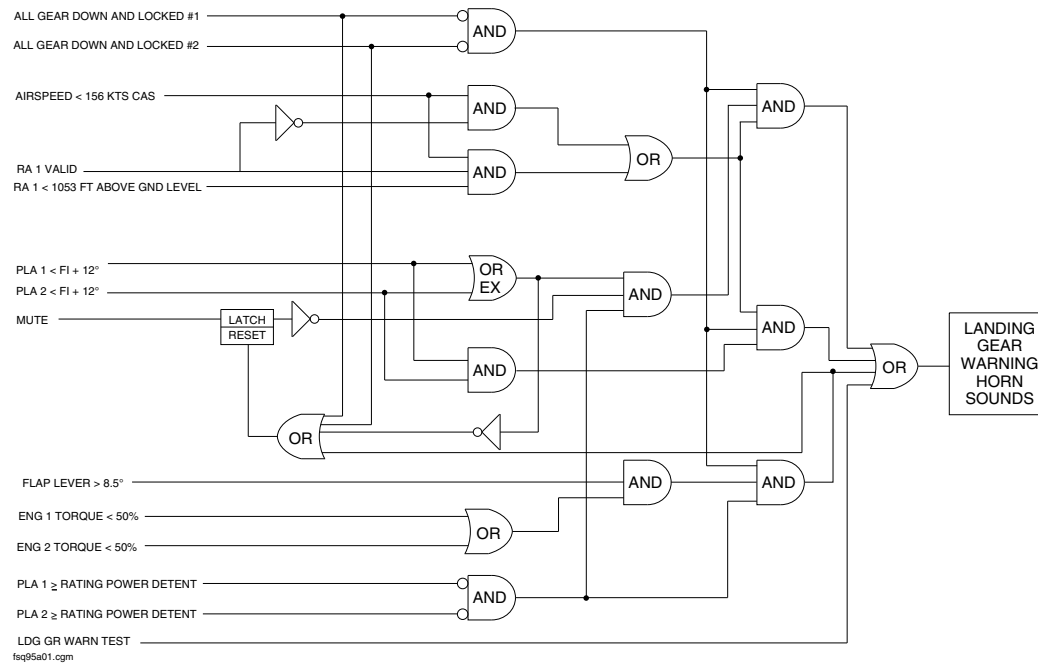 ALL GEAR DOWN AND LOCKED #1
ALL GEAR DOWN AND LOCKED #2
AND
AIRSPEED < 156 KTS CAS
AND
AND
RA 1 VALID
RA 1 < 1053 FT ABOVE GND LEVEL
AND
OR
PLA 1 < FI + 12°
PLA 2 < FI + 12°
OR
EX
MUTE
LATCH
RESET
AND
AND
AND
OR
LANDING
GEAR
WARNING
HORN
SOUNDS
OR
FLAP LEVER > 8.5°
AND
AND
ENG 1 TORQUE < 50%
ENG 2 TORQUE < 50%
OR
PLA 1 ≥ RATING POWER DETENT
PLA 2 ≥ RATING POWER DETENT
AND
LDG GR WARN TEST
fsq95a01.cgm